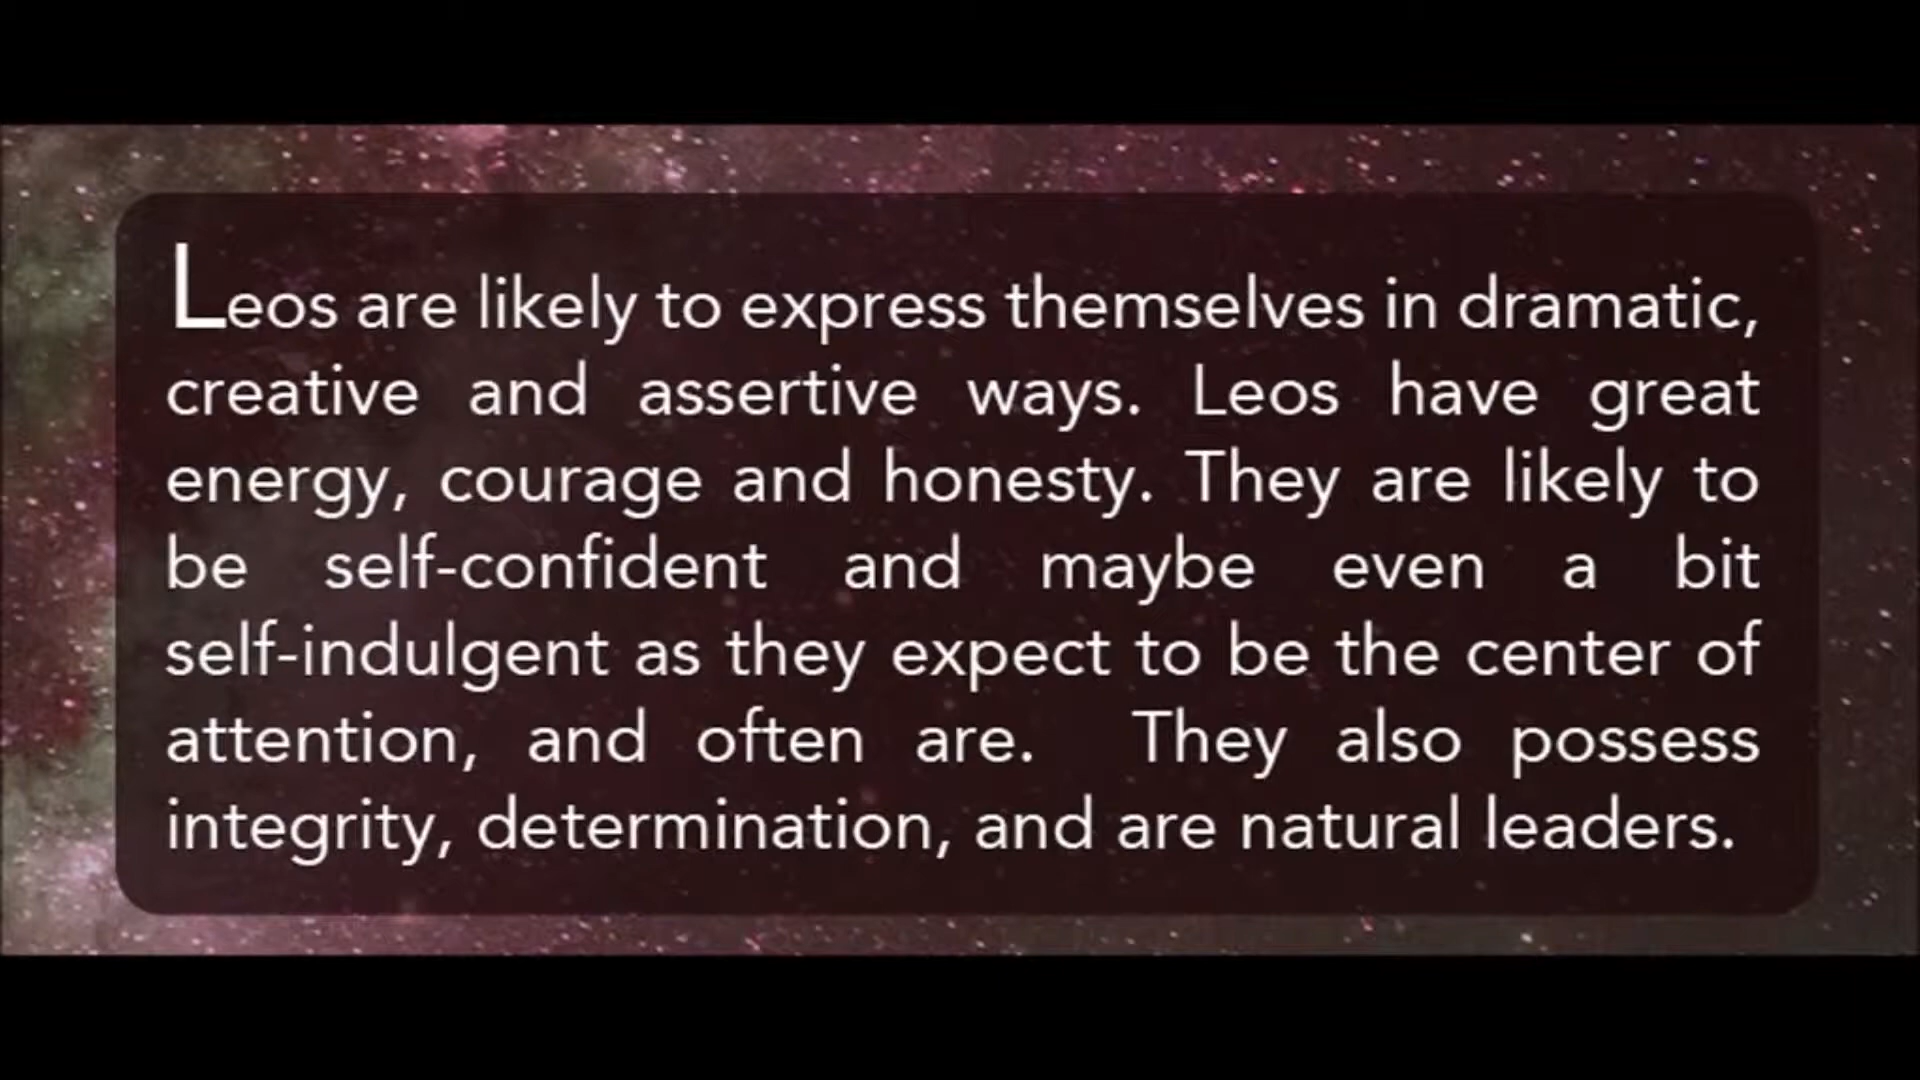 Leos are likely to express themselves in dramatic,
creative and assertive ways. Leos have great
energy, courage and honesty. They are likely to
be self-confident and maybe even a bit
self-indulgent as they expect to be the center of
attention, and often are. They also possess
integrity, determination, and are natural leaders.